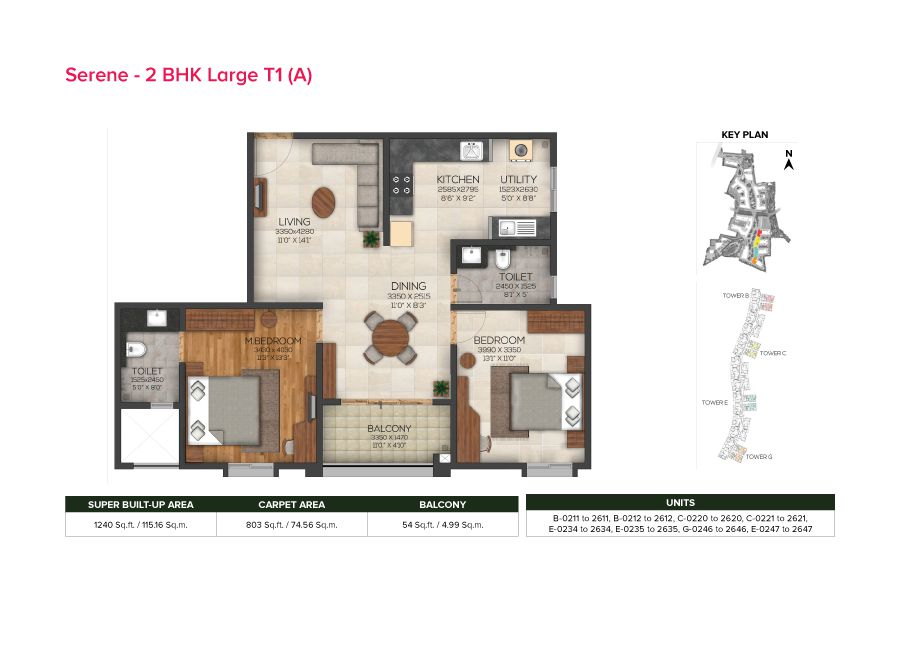 Serene - 2 BHK Large T1 (A)
KEY PLAN
N
KITCHEN
2585X2795
8'6" X 9'2"
UTILITY
1523X2630
5'0" X 8'8"
LIVING
3350x4280
11'0" X 14'1"
TOILET
2450 X 1525
8'1" X 5'
DINING
3350 X 2515
11'0" X 8'3"
TOWER B
M.BEDROOM
3430 x 4030
11'3" X 13'3"
BEDROOM
3990 X 3350
13'1" X 11'0"
TOWER C
TOILET
1525x2450
5'0" X 8'0"
TOWER E
BALCONY
3350 X 1470
11'0" X 4'10"
TOWER G
SUPER BUILT-UP AREA
CARPET AREA
BALCONY
1240 Sq.ft. / 115.16 Sq.m.
803 Sq.ft. / 74.56 Sq.m.
54 Sq.ft. / 4.99 Sq.m.
UNITS
B-0211 to 2611, B-0212 to 2612, C-0220 to 2620, C-0221 to 2621,
E-0234 to 2634, E-0235 to 2635, G-0246 to 2646, E-0247 to 2647